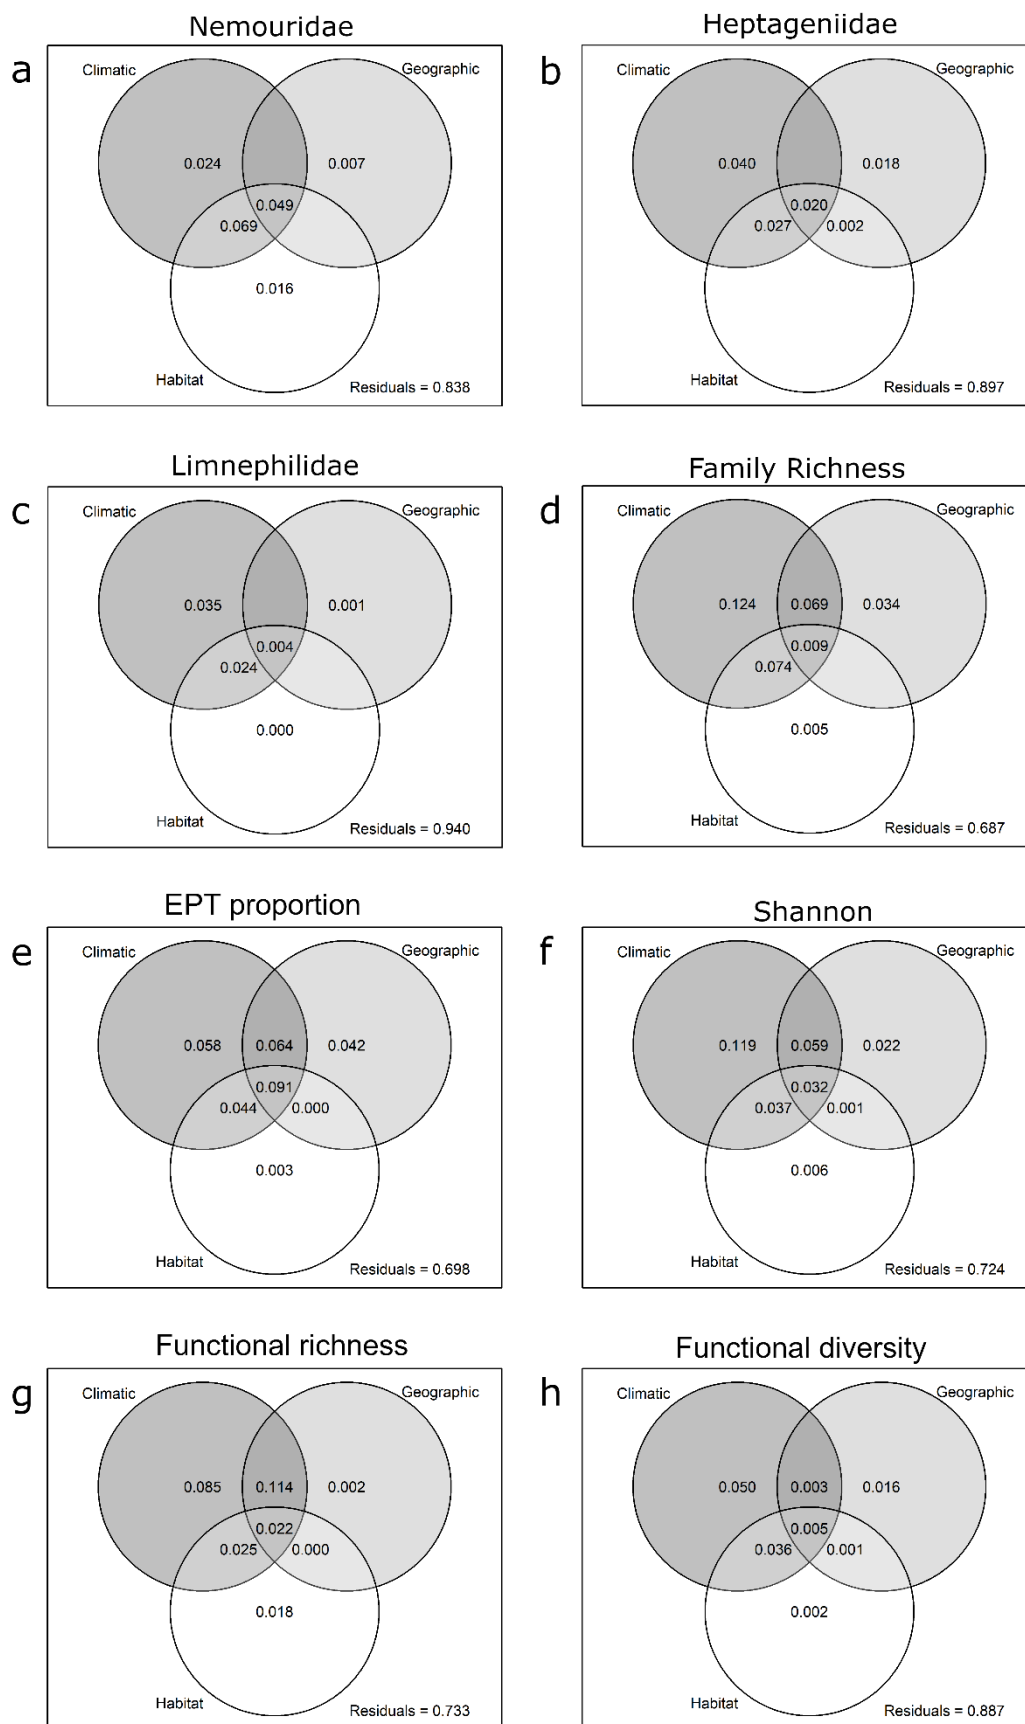 Nemouridae
a
Climatic
Geographic
0.024
0.007
0.049
0.069
0.016
Habitat
Residuals = 0.838
Heptageniidae
b
Climatic
Geographic
0.040
0.018
0.020
0.027
0.002
Habitat
Residuals = 0.897
Limnephilidae
c
Climatic
Geographic
0.035
0.001
0.004
0.024
0.000
Habitat
Residuals = 0.940
Family Richness
d
Climatic
Geographic
0.124
0.069
0.034
0.009
0.074
0.005
Habitat
Residuals = 0.687
EPT proportion
e
Climatic
Geographic
0.058
0.064
0.042
0.091
0.044
0.000
0.003
Habitat
Residuals = 0.698
Shannon
f
Climatic
Geographic
0.119
0.059
0.022
0.032
0.037
0.001
0.006
Habitat
Residuals = 0.724
Functional richness
g
Climatic
Geographic
0.085
0.114
0.002
0.022
0.025
0.000
0.018
Habitat
Residuals = 0.733
Functional diversity
h
Climatic
Geographic
0.050
0.003
0.016
0.005
0.036
0.001
0.002
Habitat
Residuals = 0.887